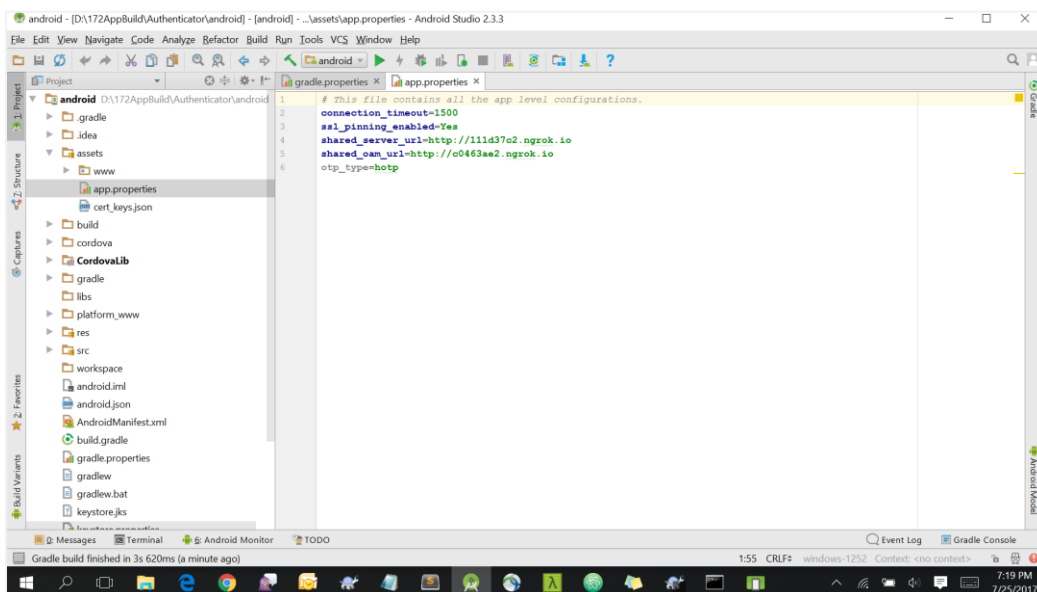 android - [D:\172AppBuild\Authenticator\android] - [android] - ...\assets\app.properties - Android Studio 2.3.3
File Edit View Navigate Code Analyze Refactor Build Run Tools VCS Window Help
android
Project
gradle.properties ×
app.properties ×
1: Project
Z: Structure
Captures
2: Favorites
Build Variants
android D:\172AppBuild\Authenticator\android
.gradle
.idea
assets
www
app.properties
cert_keys.json
build
cordova
CordovaLib
gradle
libs
platform_www
res
src
workspace
android.iml
android.json
AndroidManifest.xml
build.gradle
gradle.properties
gradlew
gradlew.bat
keystore.jks
keystore.properties
1 # This file contains all the app level configurations.
2 connection_timeout=1500
3 ssl_pinning_enabled=Yes
4 shared_server_url=http://111d37c2.ngrok.io
5 shared_oam_url=http://c0463ae2.ngrok.io
6 otp_type=hotp
Gradle
Android Model
0: Messages Terminal 6: Android Monitor TODO Event Log Gradle Console
Gradle build finished in 3s 620ms (a minute ago) 1:55 CRLF÷ windows-1252 Context: <no context>
7:19 PM
7/25/2017